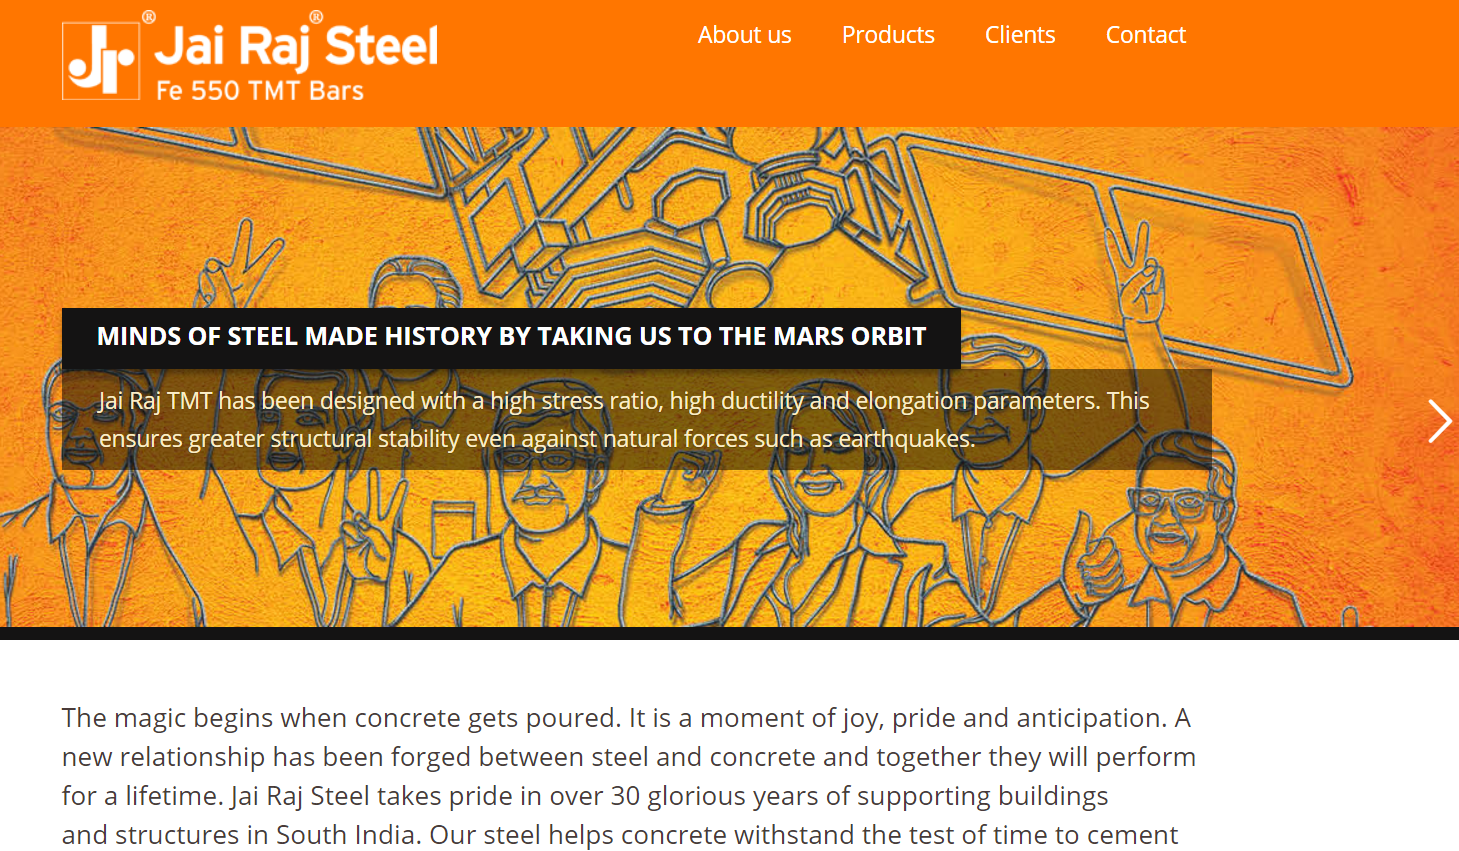 Jr® Jai Raj® Steel
Fe 550 TMT Bars
About us Products Clients Contact
MINDS OF STEEL MADE HISTORY BY TAKING US TO THE MARS ORBIT
Jai Raj TMT has been designed with a high stress ratio, high ductility and elongation parameters. This
ensures greater structural stability even against natural forces such as earthquakes.
The magic begins when concrete gets poured. It is a moment of joy, pride and anticipation. A
new relationship has been forged between steel and concrete and together they will perform
for a lifetime. Jai Raj Steel takes pride in over 30 glorious years of supporting buildings
and structures in South India. Our steel helps concrete withstand the test of time to cement